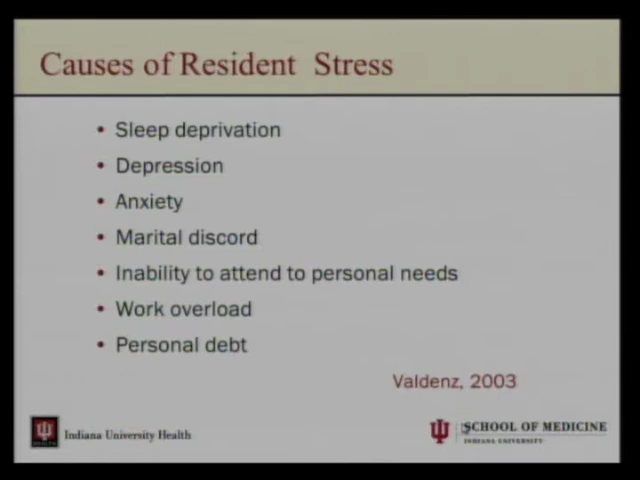 Causes of Resident Stress
• Sleep deprivation
• Depression
• Anxiety
• Marital discord
• Inability to attend to personal needs
• Work overload
• Personal debt
Valdenz, 2003
Indiana University Health
SCHOOL OF MEDICINE
INDIANA UNIVERSITY